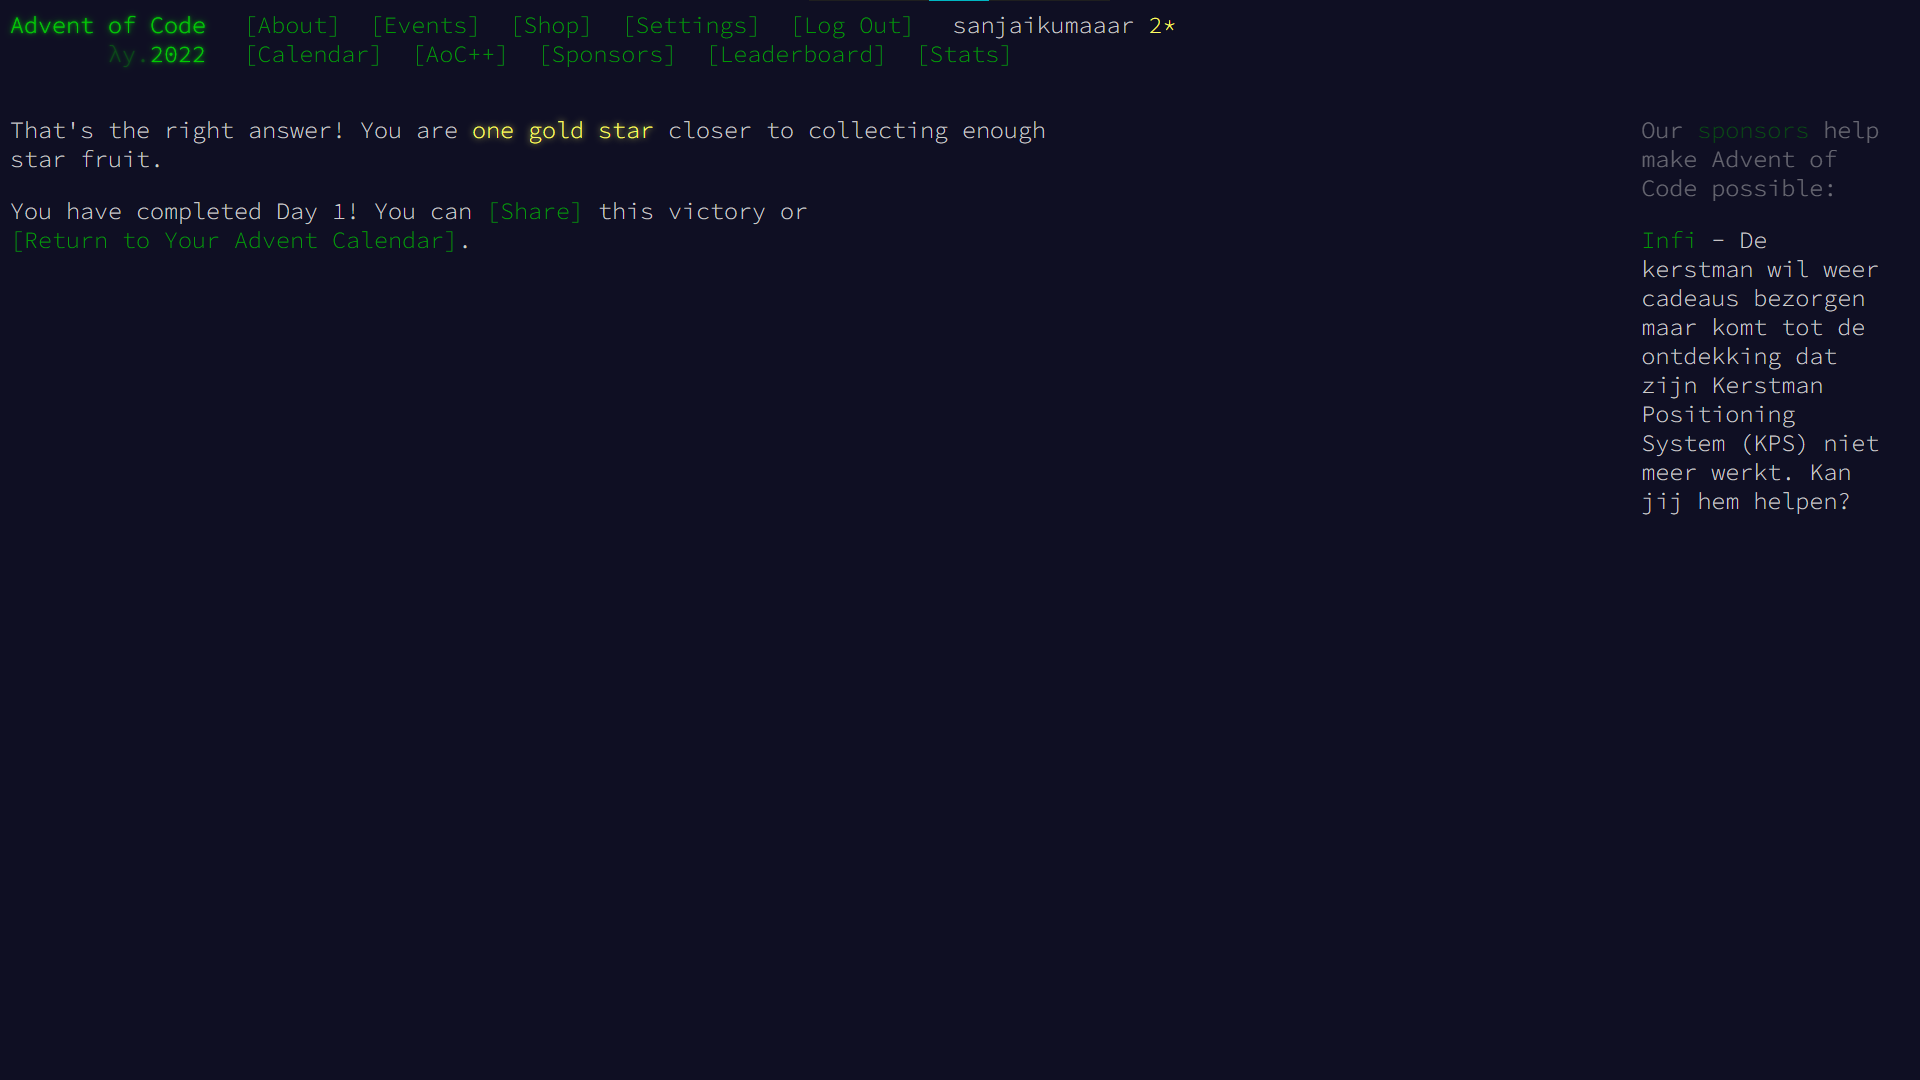 Advent of Code [About] [Events] [Shop] [Settings] [Log Out] sanjaikumaaar 2*
λy.2022 [Calendar] [AoC++] [Sponsors] [Leaderboard] [Stats]
That's the right answer! You are one gold star closer to collecting enough
star fruit.
You have completed Day 1! You can [Share] this victory or
[Return to Your Advent Calendar].
Our sponsors help
make Advent of
Code possible:
Infi - De
kerstman wil weer
cadeaus bezorgen
maar komt tot de
ontdekking dat
zijn Kerstman
Positioning
System (KPS) niet
meer werkt. Kan
jij hem helpen?